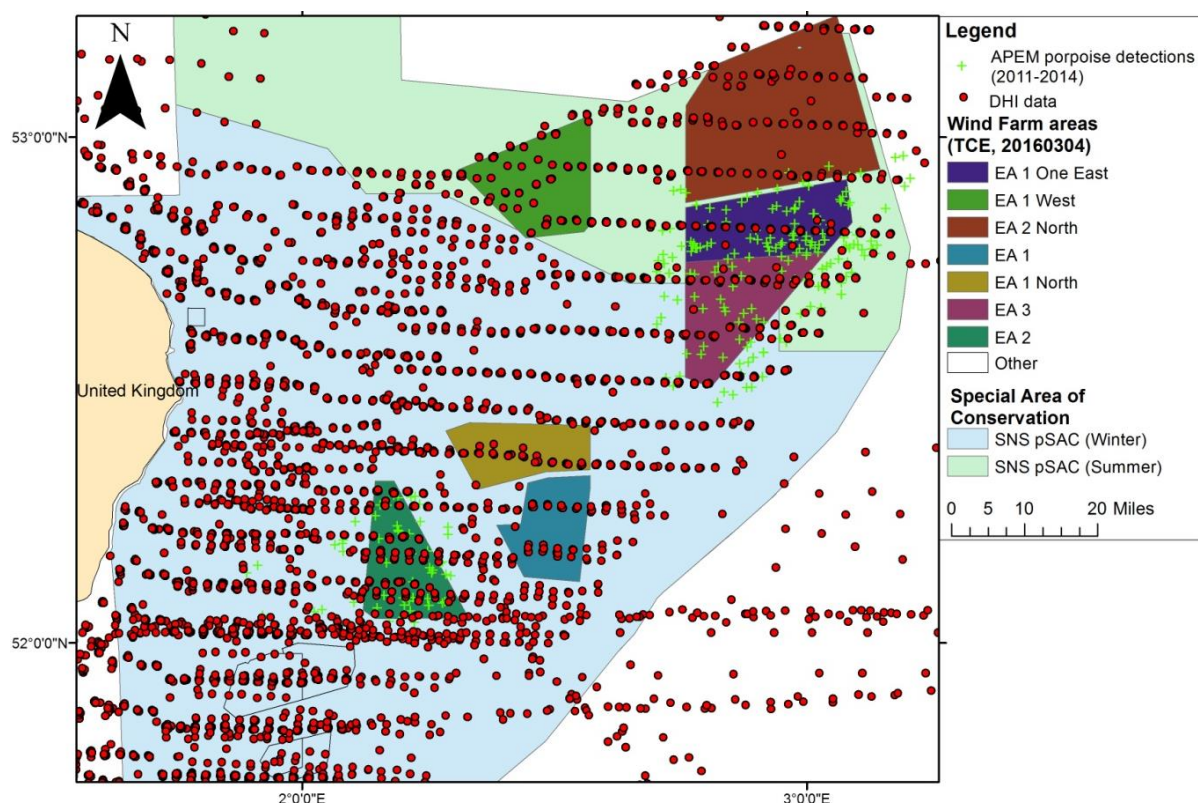 N
53°0'0"N
52°0'0"N
United Kingdom
2°0'0"E
3°0'0"E
Legend
APEM porpoise detections
(2011-2014)
DHI data
Wind Farm areas
(TCE, 20160304)
EA 1 One East
EA 1 West
EA 2 North
EA 1
EA 1 North
EA 3
EA 2
Other
Special Area of
Conservation
SNS pSAC (Winter)
SNS pSAC (Summer)
0 5 10 20 Miles